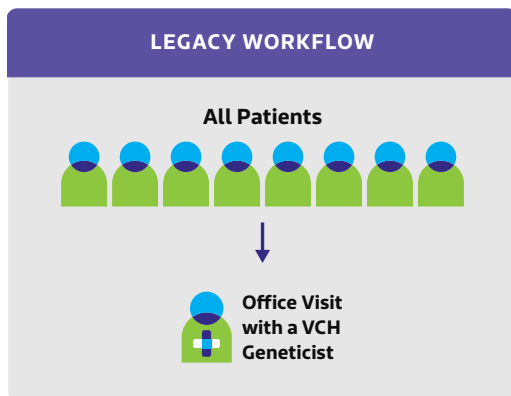 LEGACY WORKFLOW
All Patients
Office Visit
with a VCH
Geneticist